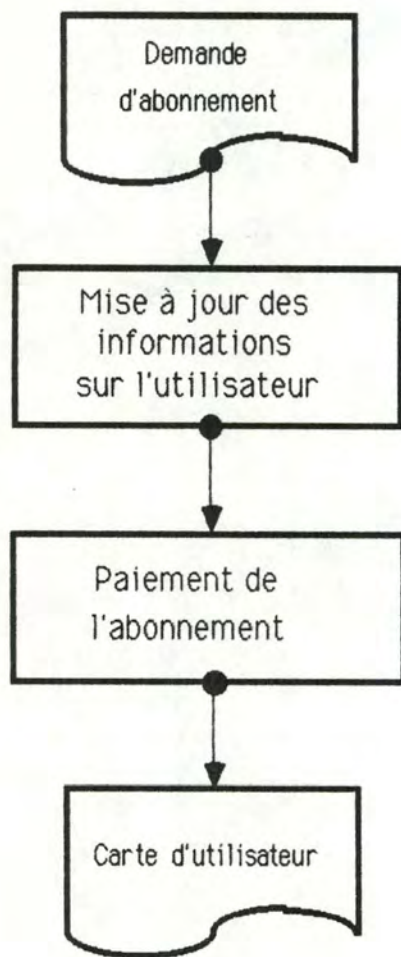 Demande
d'abonnement
Mise à jour des
informations
sur l'utilisateur
Paiement de
l'abonnement
Carte d'utilisateur